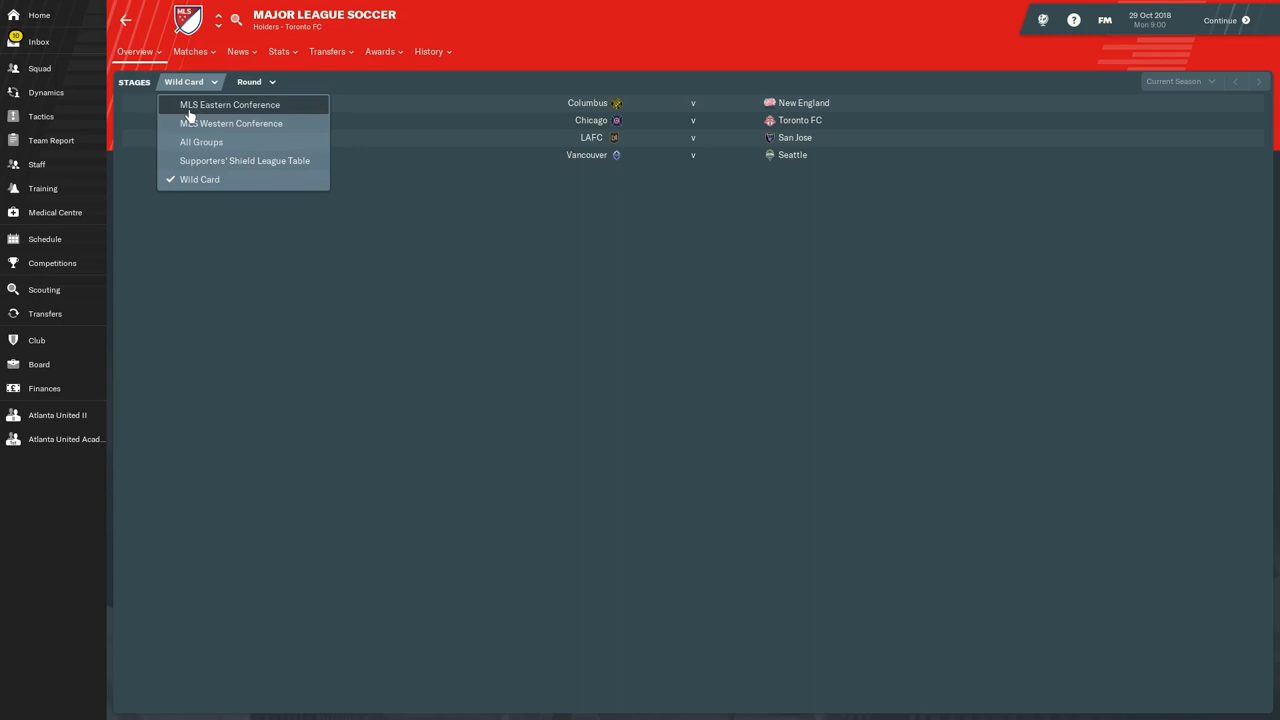 Home
MAJOR LEAGUE SOCCER
Holders - Toronto FC
29 Oct 2018
Mon 9:00
Continue
FM
?
MLS
10
Inbox
Overview
Matches
News
Stats
Transfers
Awards
History
Squad
STAGES
Wild Card
Round
Current Season
Dynamics
MLS Eastern Conference
MLS Western Conference
All Groups
Supporters' Shield League Table
Wild Card
Columbus v New England
Chicago v Toronto FC
LAFC v San Jose
Vancouver v Seattle
Tactics
Team Report
Staff
Training
Medical Centre
Schedule
Competitions
Scouting
Transfers
Club
Board
Finances
Atlanta United II
Atlanta United Acad...